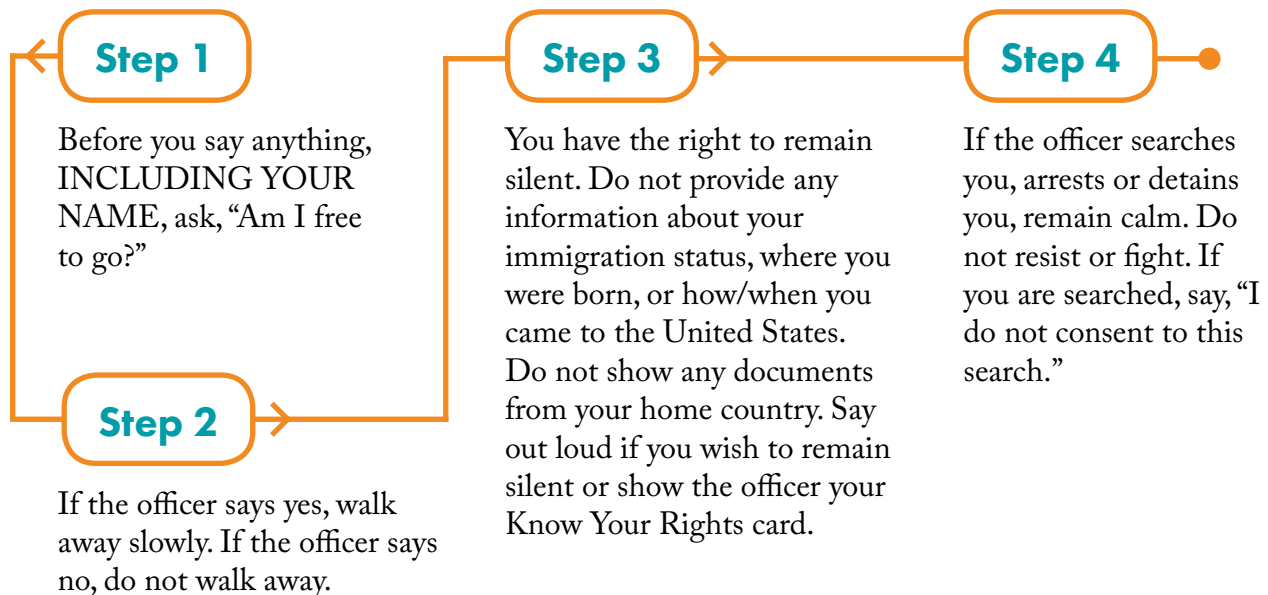 Step 1
Before you say anything,
INCLUDING YOUR
NAME, ask, “Am I free
to go?”
Step 2
If the officer says yes, walk
away slowly. If the officer says
no, do not walk away.
Step 3
You have the right to remain
silent. Do not provide any
information about your
immigration status, where you
were born, or how/when you
came to the United States.
Do not show any documents
from your home country. Say
out loud if you wish to remain
silent or show the officer your
Know Your Rights card.
Step 4
If the officer searches
you, arrests or detains
you, remain calm. Do
not resist or fight. If
you are searched, say, “I
do not consent to this
search.”